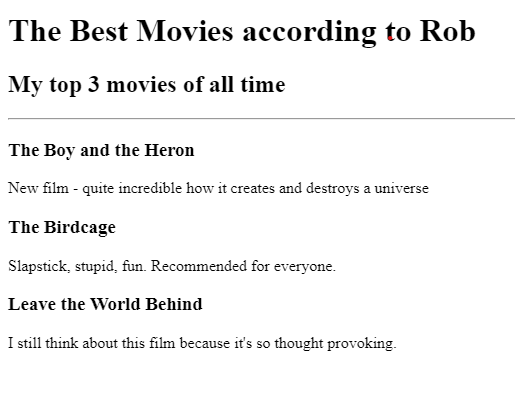 The Best Movies according to Rob
My top 3 movies of all time
The Boy and the Heron
New film - quite incredible how it creates and destroys a universe
The Birdcage
Slapstick, stupid, fun. Recommended for everyone.
Leave the World Behind
I still think about this film because it's so thought provoking.